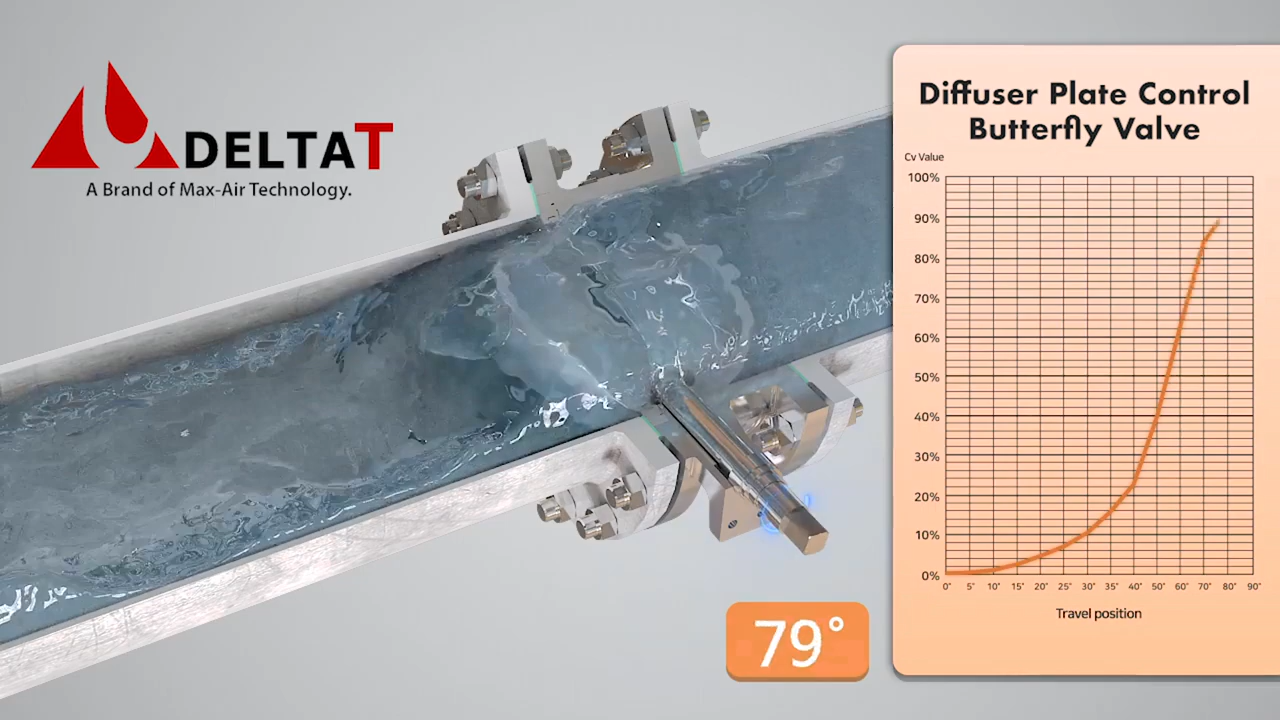 DELTAT
A Brand of Max-Air Technology.
Diffuser Plate Control
Butterfly Valve
Cv Value
100%
90%
80%
70%
60%
50%
40%
30%
20%
10%
0%
0° 5° 10° 15° 20° 25° 30° 35° 40° 50° 60° 70° 80° 90°
Travel position
79°